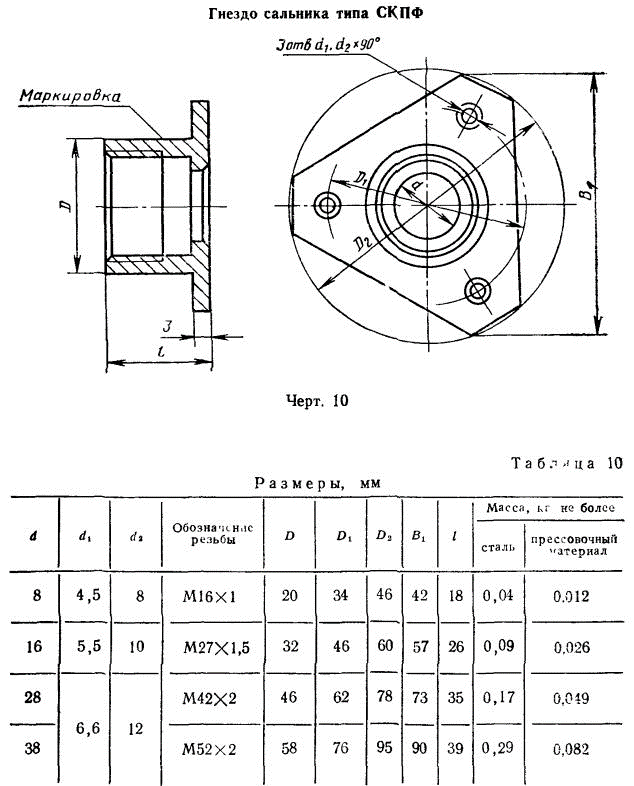 Гнездо сальника типа СКПФ
3 отв d₁, d₂×90°
Маркировка
D
3
l
D₁
d
D₂
B₁
Черт. 10
Таблица 10
Размеры, мм
d d₁ d₂ Обозначение резьбы D D₁ D₂ B₁ l Масса, кг не более
сталь прессовочный материал
8 4,5 8 М16×1 20 34 46 42 18 0,04 0.012
16 5,5 10 М27×1,5 32 46 60 57 26 0,09 0,026
28 6,6 12 М42×2 46 62 78 73 35 0,17 0,049
38 М52×2 58 76 95 90 39 0,29 0,082